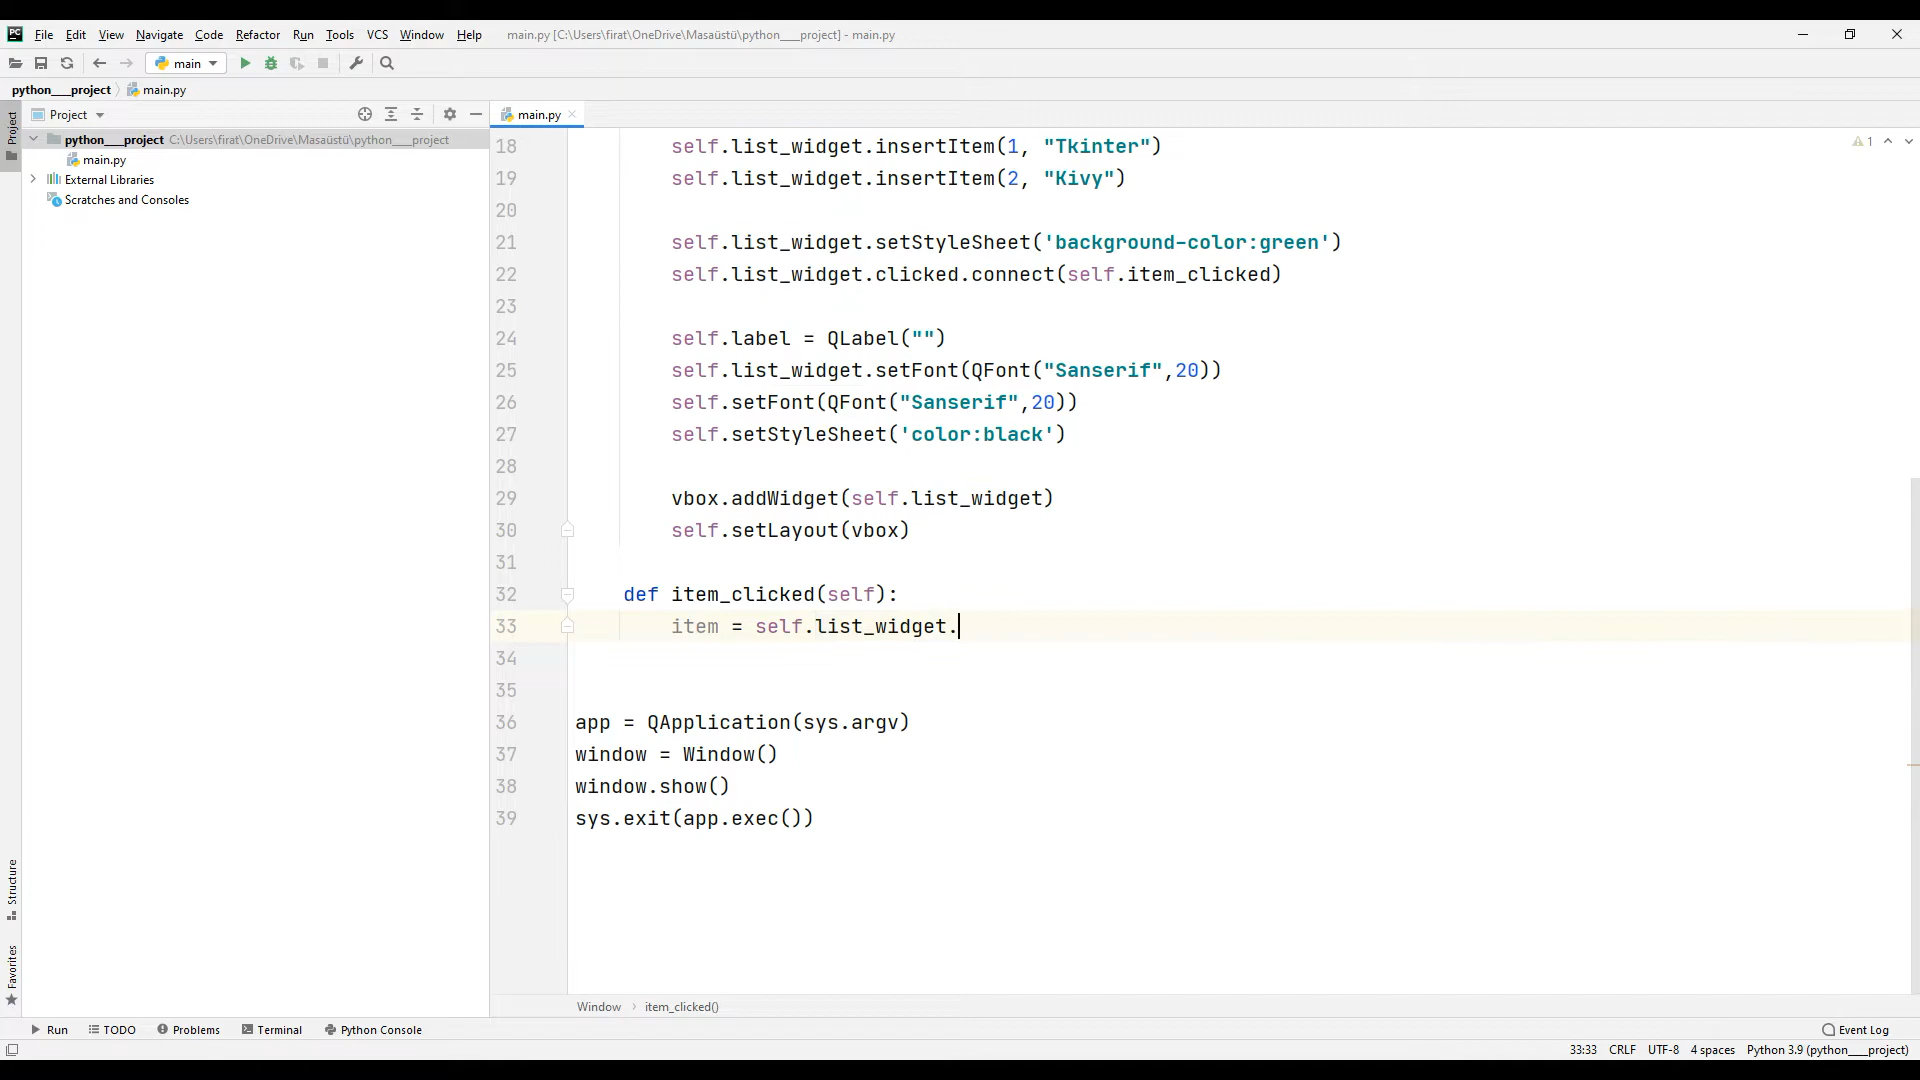 PC File Edit View Navigate Code Refactor Run Tools VCS Window Help main.py [C:\Users\firat\OneDrive\Masaüstü\python___project] - main.py
main
python___project main.py
Project main.py
python___project C:\Users\firat\OneDrive\Masaüstü\python___project
main.py
External Libraries
Scratches and Consoles
Project
Structure
Favorites
1
18 self.list_widget.insertItem(1, "Tkinter")
19 self.list_widget.insertItem(2, "Kivy")
20
21 self.list_widget.setStyleSheet('background-color:green')
22 self.list_widget.clicked.connect(self.item_clicked)
23
24 self.label = QLabel("")
25 self.list_widget.setFont(QFont("Sanserif",20))
26 self.setFont(QFont("Sanserif",20))
27 self.setStyleSheet('color:black')
28
29 vbox.addWidget(self.list_widget)
30 self.setLayout(vbox)
31
32 def item_clicked(self):
33 item = self.list_widget.
34
35
36 app = QApplication(sys.argv)
37 window = Window()
38 window.show()
39 sys.exit(app.exec())
Window item_clicked()
Run TODO Problems Terminal Python Console Event Log
33:33 CRLF UTF-8 4 spaces Python 3.9 (python___project)